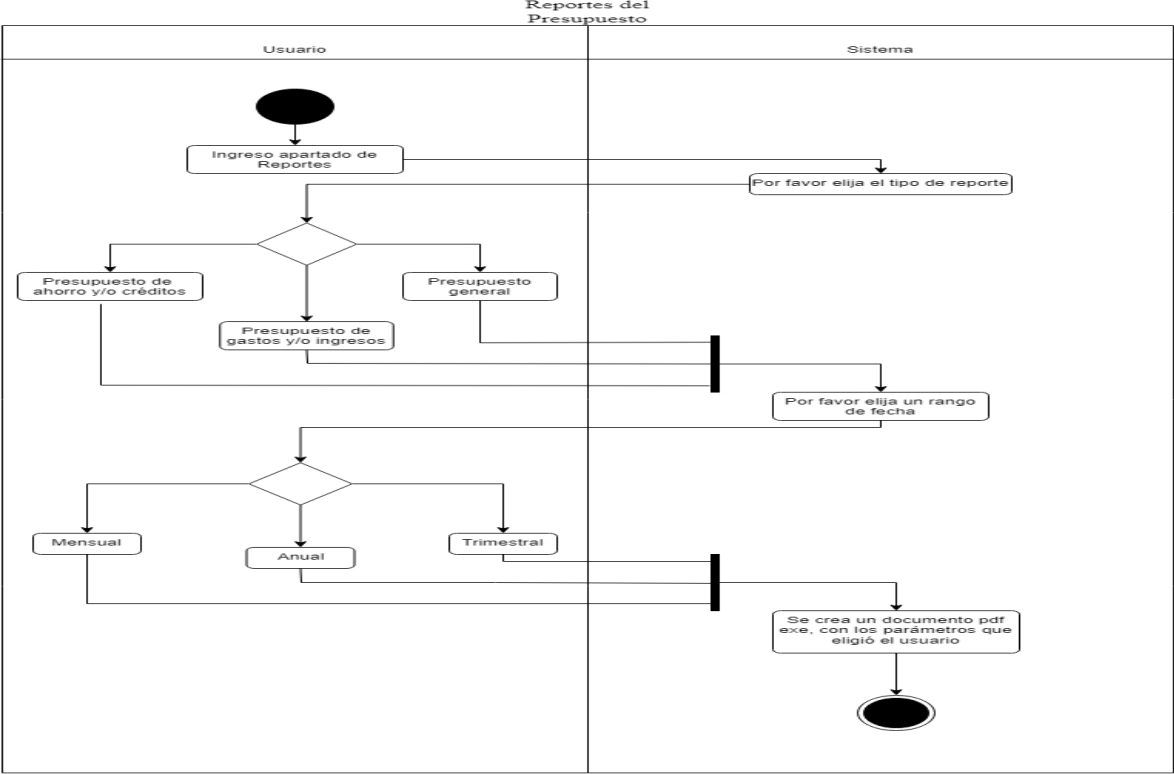 Reportes del
Presupuesto
Usuario
Sistema
Ingreso apartado de
Reportes
Por favor elija el tipo de reporte
Presupuesto de
ahorro y/o créditos
Presupuesto
general
Presupuesto de
gastos y/o ingresos
Por favor elija un rango
de fecha
Mensual
Anual
Trimestral
Se crea un documento pdf
exe, con los parámetros que
eligió el usuario